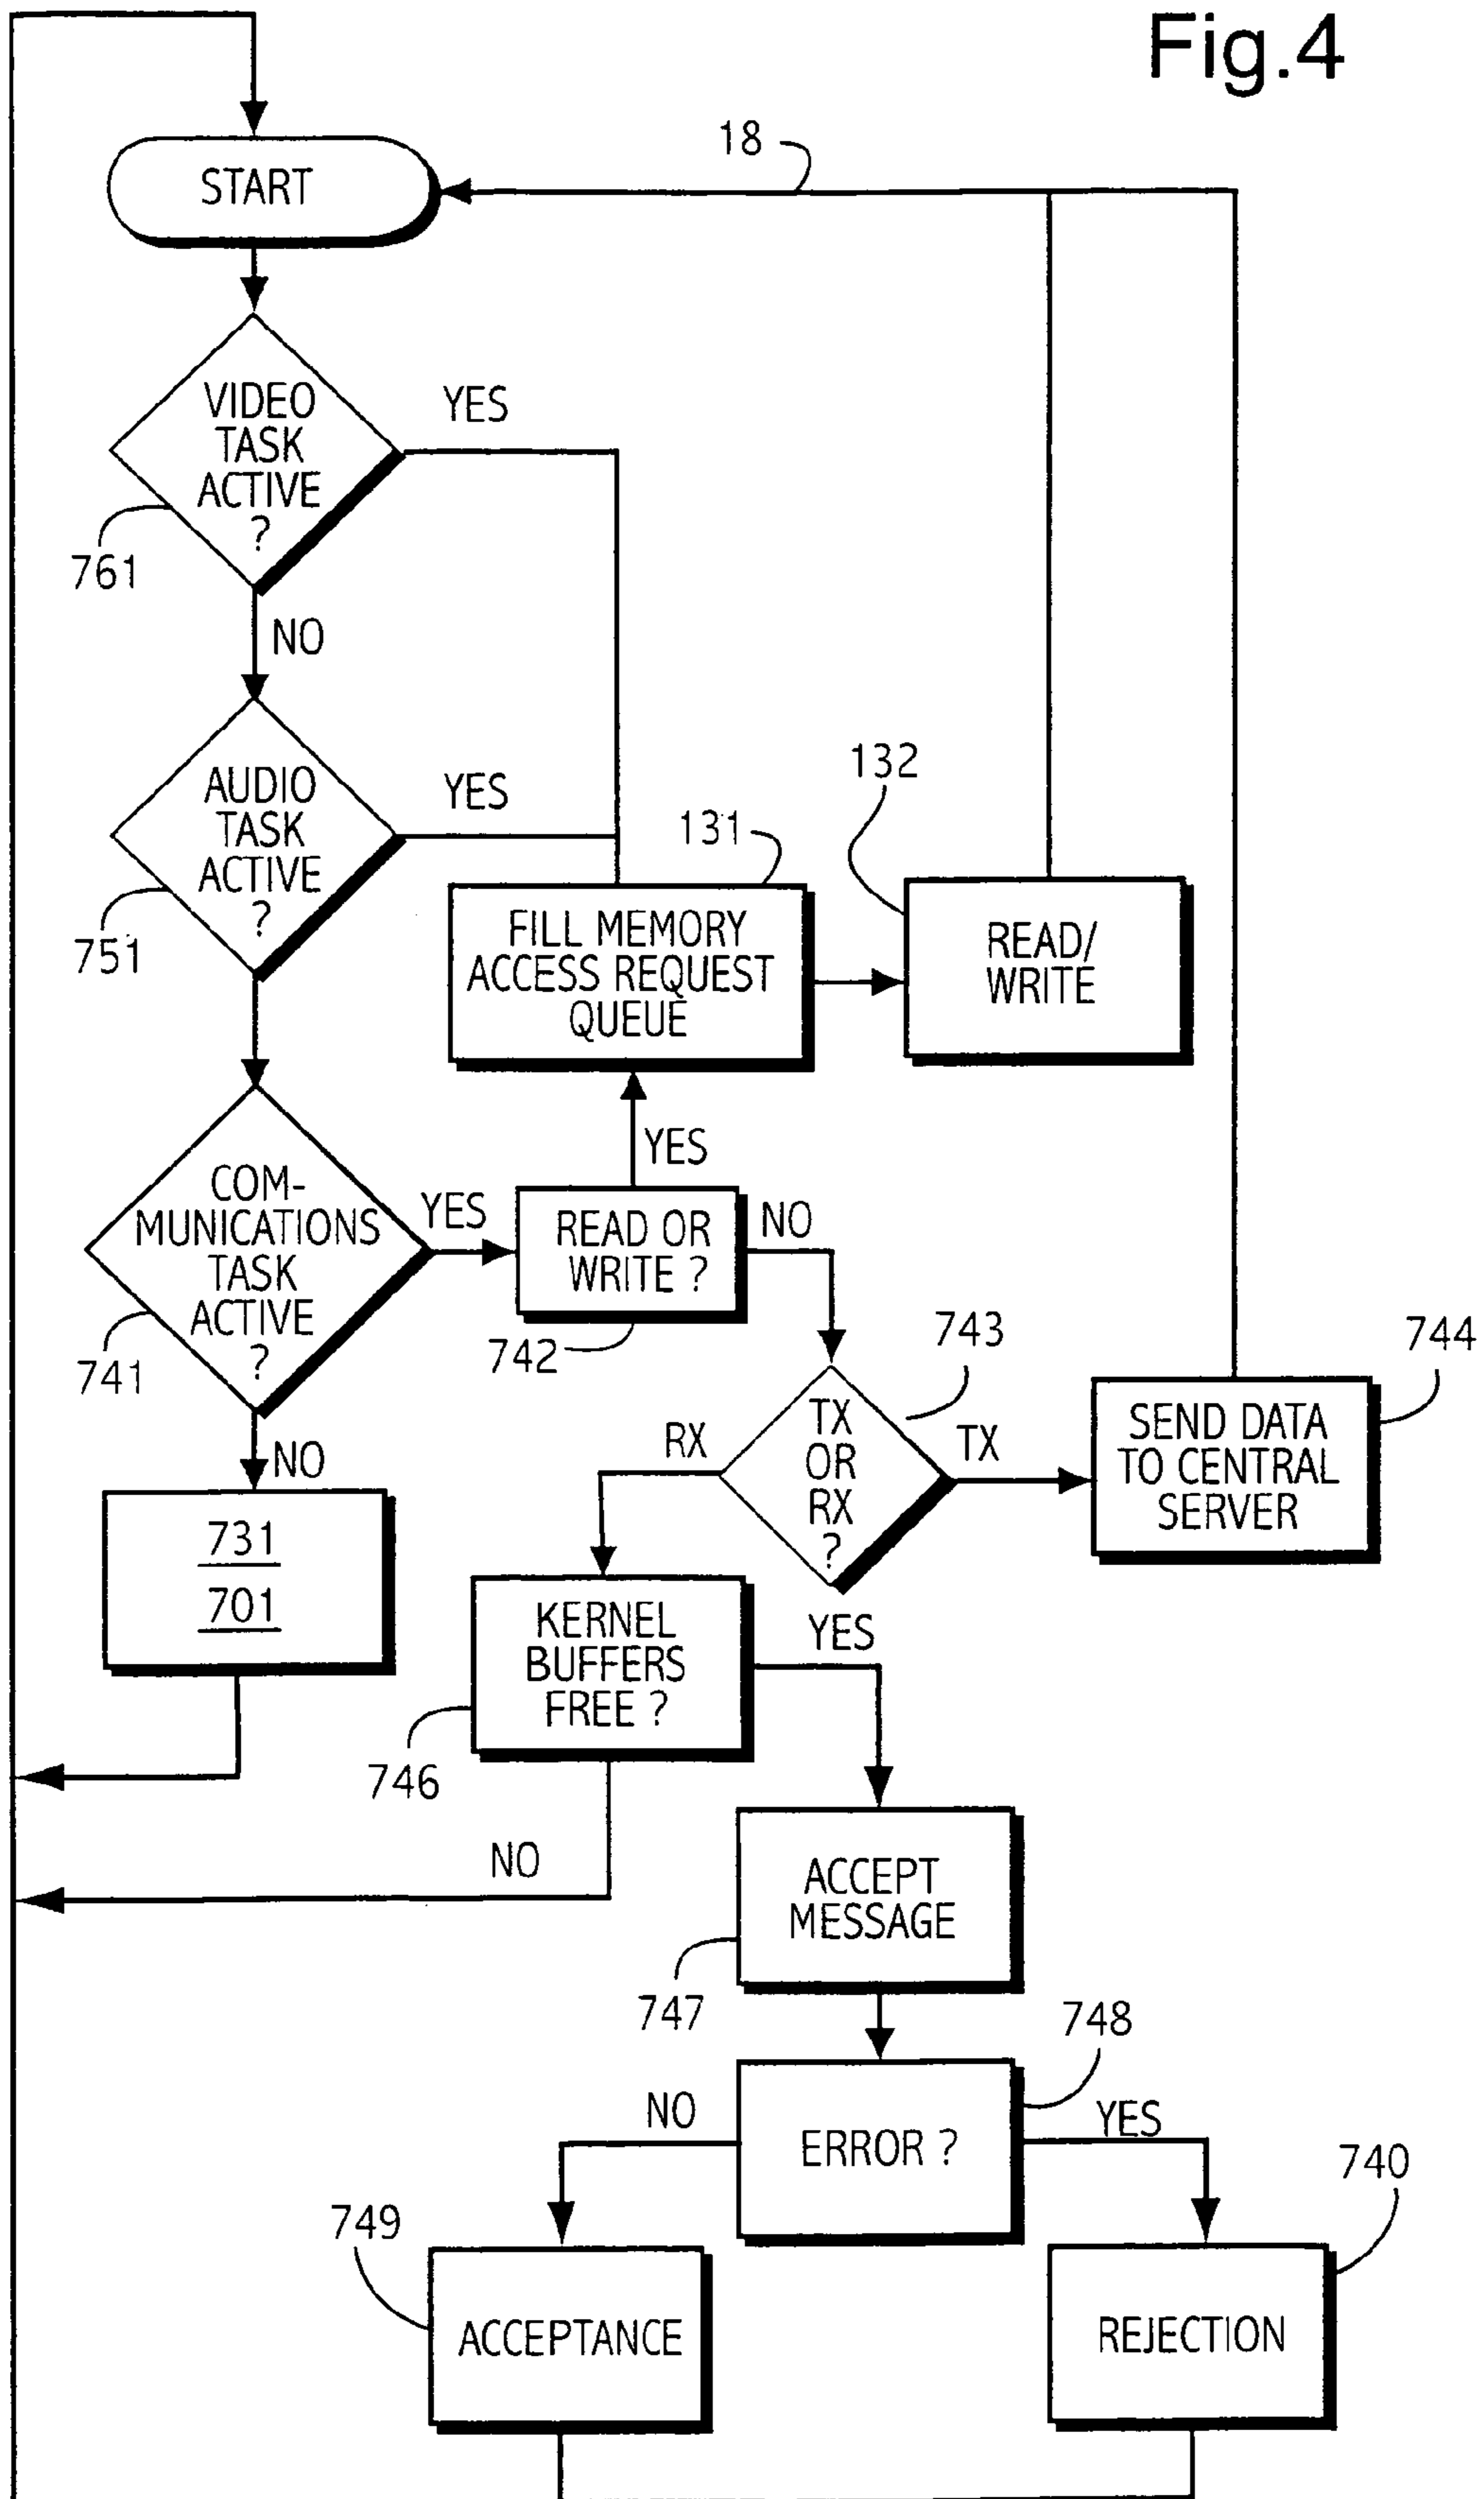 Fig.4
18
START
VIDEO
TASK
ACTIVE
?
YES
761
NO
AUDIO
TASK
ACTIVE
?
YES
751
131
132
FILL MEMORY
ACCESS REQUEST
QUEUE
READ/
WRITE
YES
COM-
MUNICATIONS
TASK
ACTIVE
?
YES
741
READ OR
WRITE ?
NO
742
743
744
NO
RX
TX
OR
RX
?
TX
SEND DATA
TO CENTRAL
SERVER
731
701
KERNEL
BUFFERS
FREE ?
YES
746
NO
ACCEPT
MESSAGE
747
748
NO
ERROR ?
YES
740
749
ACCEPTANCE
REJECTION